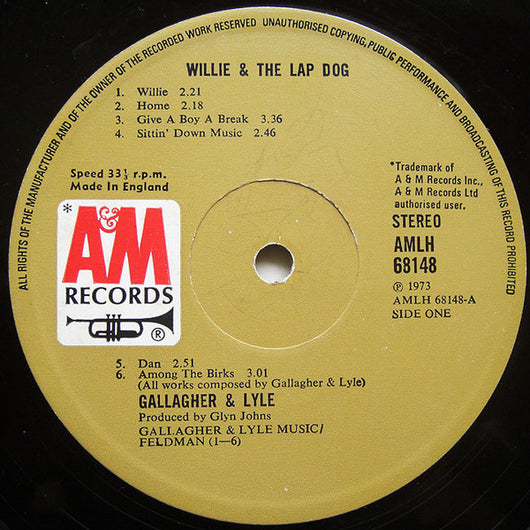 ALL RIGHTS OF THE MANUFACTURER AND OF THE OWNER OF THE RECORDED WORK RESERVED UNAUTHORISED COPYING, PUBLIC PERFORMANCE AND BROADCASTING OF THIS RECORD PROHIBITED
WILLIE & THE LAP DOG
1. Willie 2.21
2. Home 2.18
3. Give A Boy A Break 3.36
4. Sittin' Down Music 2.46
Speed 33⅓ r.p.m.
Made In England
*Trademark of
A & M Records Inc.,
A & M Records Ltd
authorised user.
STEREO
AMLH
68148
℗ 1973
AMLH 68148-A
SIDE ONE
*
A&M
RECORDS
®
5. Dan 2.51
6. Among The Birks 3.01
(All works composed by Gallagher & Lyle)
GALLAGHER & LYLE
Produced by Glyn Johns
GALLAGHER & LYLE MUSIC/
FELDMAN (1—6)